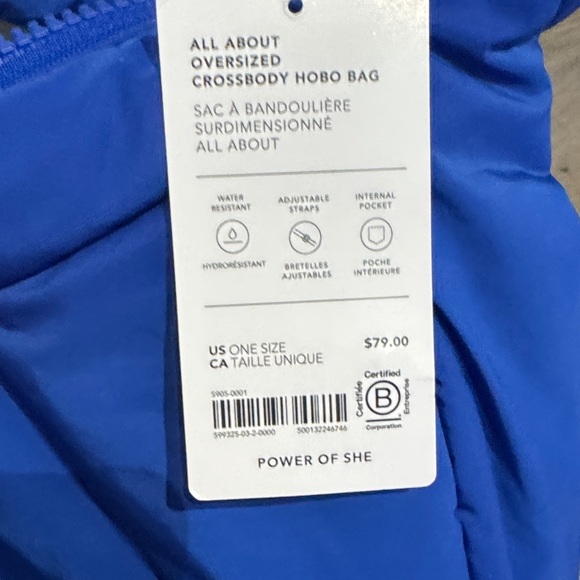 ALL ABOUT
OVERSIZED
CROSSBODY HOBO BAG
SAC À BANDOULIÈRE
SURDIMENSIONNÉ
ALL ABOUT
WATER
RESISTANT
ADJUSTABLE
STRAPS
INTERNAL
POCKET
HYDRORÉSISTANT
BRETELLES
AJUSTABLES
POCHE
INTÉRIEURE
US ONE SIZE
$79.00
CA TAILLE UNIQUE
Certified
Certifiée
B
Entreprise
Corporation
5905-0001
599325-03-2-0000
500132246746
POWER OF SHE